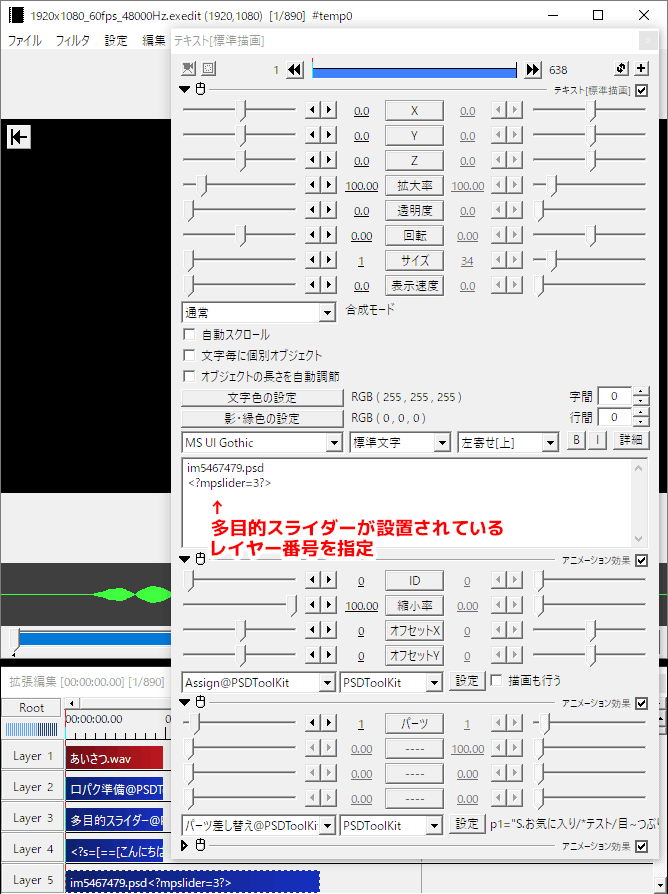 1920x1080_60fps_48000Hz.exedit (1920,1080) [1/890] #temp0
ファイル フィルタ 設定 編集
テキスト[標準描画]
1 638
テキスト[標準描画]
0.0 X 0.0
0.0 Y 0.0
0.0 Z 0.0
100.00 拡大率 100.00
0.0 透明度 0.0
0.00 回転 0.00
1 サイズ 34
0.0 表示速度 0.0
通常 合成モード
自動スクロール
文字毎に個別オブジェクト
オブジェクトの長さを自動調節
文字色の設定 RGB ( 255 , 255 , 255 ) 字間 0
影・縁色の設定 RGB ( 0 , 0 , 0 ) 行間 0
MS UI Gothic 標準文字 左寄せ[上] B I 詳細
im5467479.psd
<?mpslider=3?>
↑
多目的スライダーが設置されている
レイヤー番号を指定
アニメーション効果
0 ID 0
100.00 縮小率 0.00
0 オフセットX 0
0 オフセットY 0
Assign@PSDToolKit PSDToolKit 設定 描画も行う
アニメーション効果
1 パーツ 1
0.00 ---- 100.00
0.00 ---- 0.00
0.00 ---- 0.00
パーツ差し替え@PSDToolKit PSDToolKit 設定 p1="S.お気に入り/*テスト/目~つぶり
アニメーション効果
拡張編集 [00:00:00.00] [1/890]
Root 00:00:00.00
Layer 1 あいさつ.wav
Layer 2 口パク準備@PSDT
Layer 3 多目的スライダー@P
Layer 4 <?s=[==[こんにちは
Layer 5 im5467479.psd<?mpslider=3?>